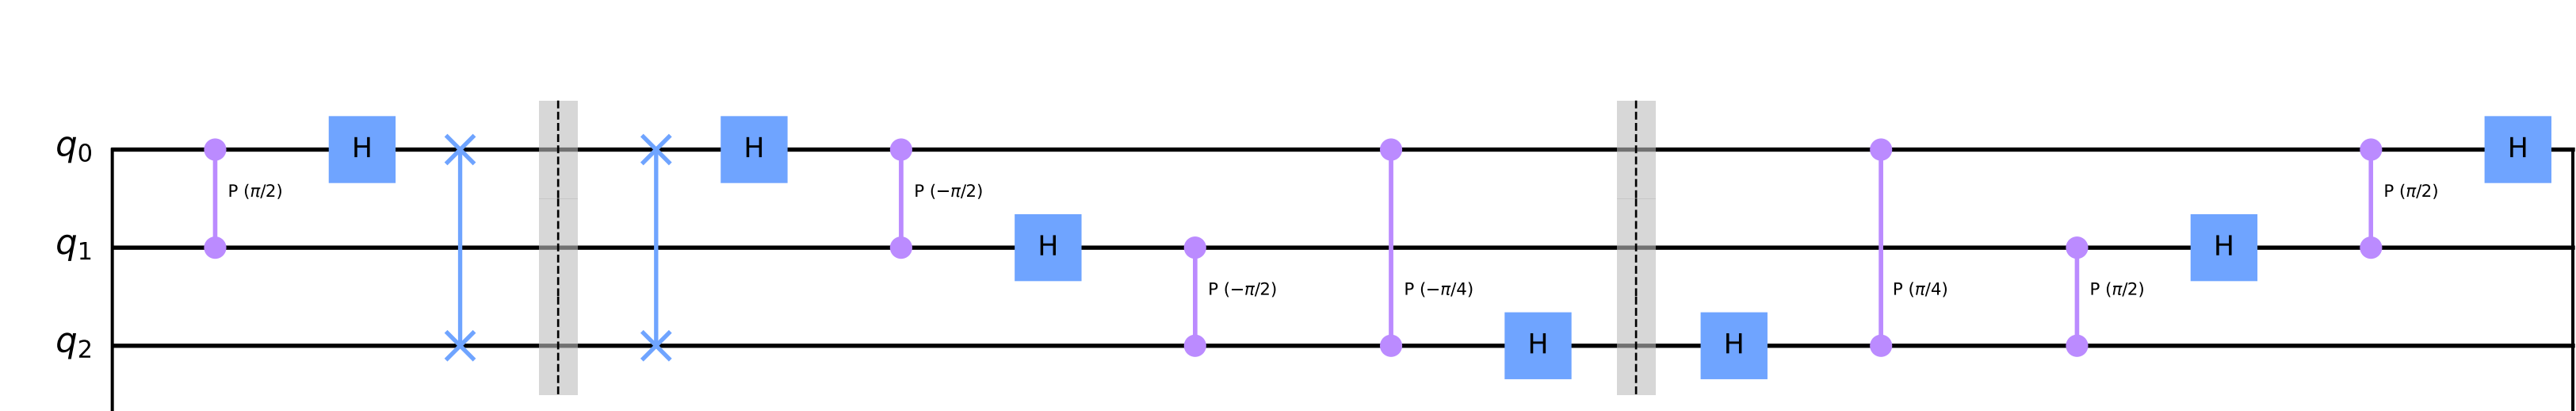 q0 H H H
P (π/2) P (−π/2) P (π/2)
q1 H H
P (−π/2) P (−π/4) P (π/4) P (π/2)
q2 H H